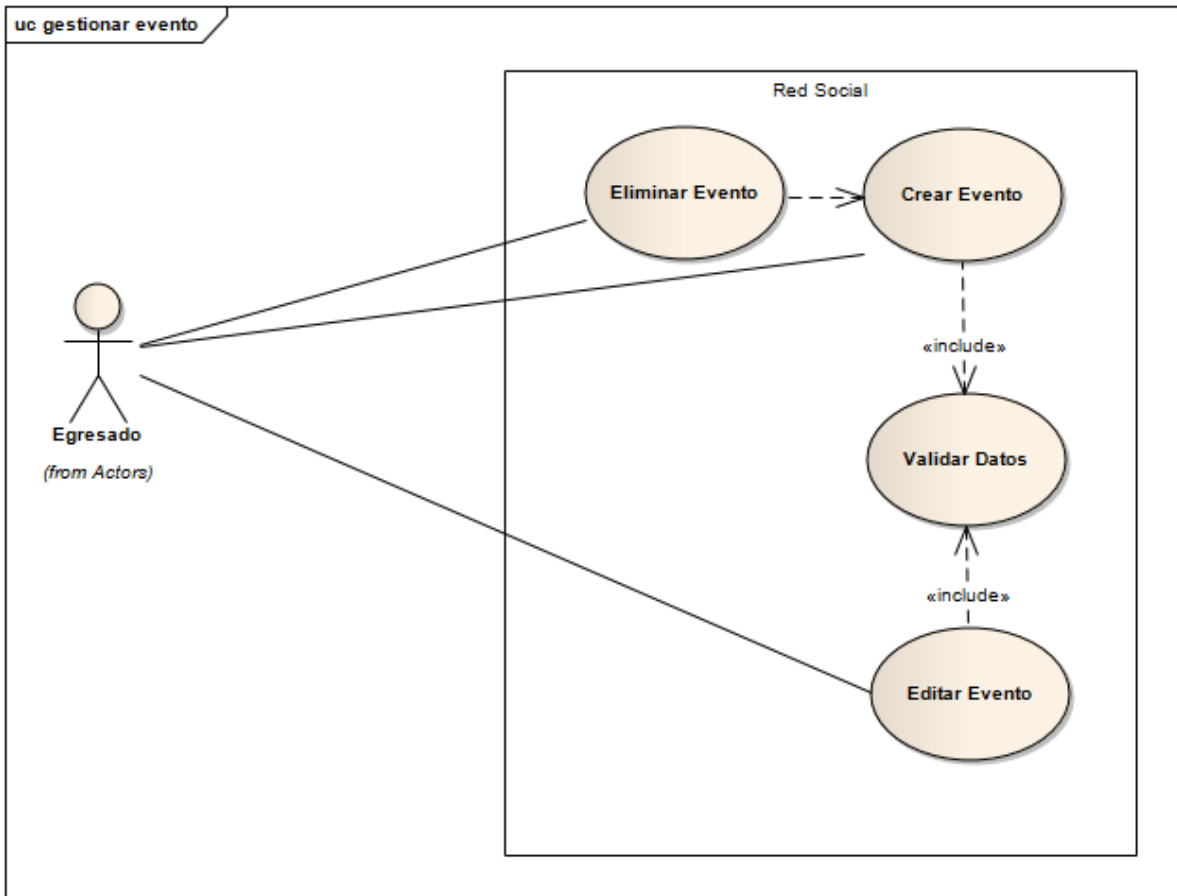 uc gestionar evento
Red Social
Eliminar Evento
Crear Evento
«include»
Egresado
(from Actors)
Validar Datos
«include»
Editar Evento